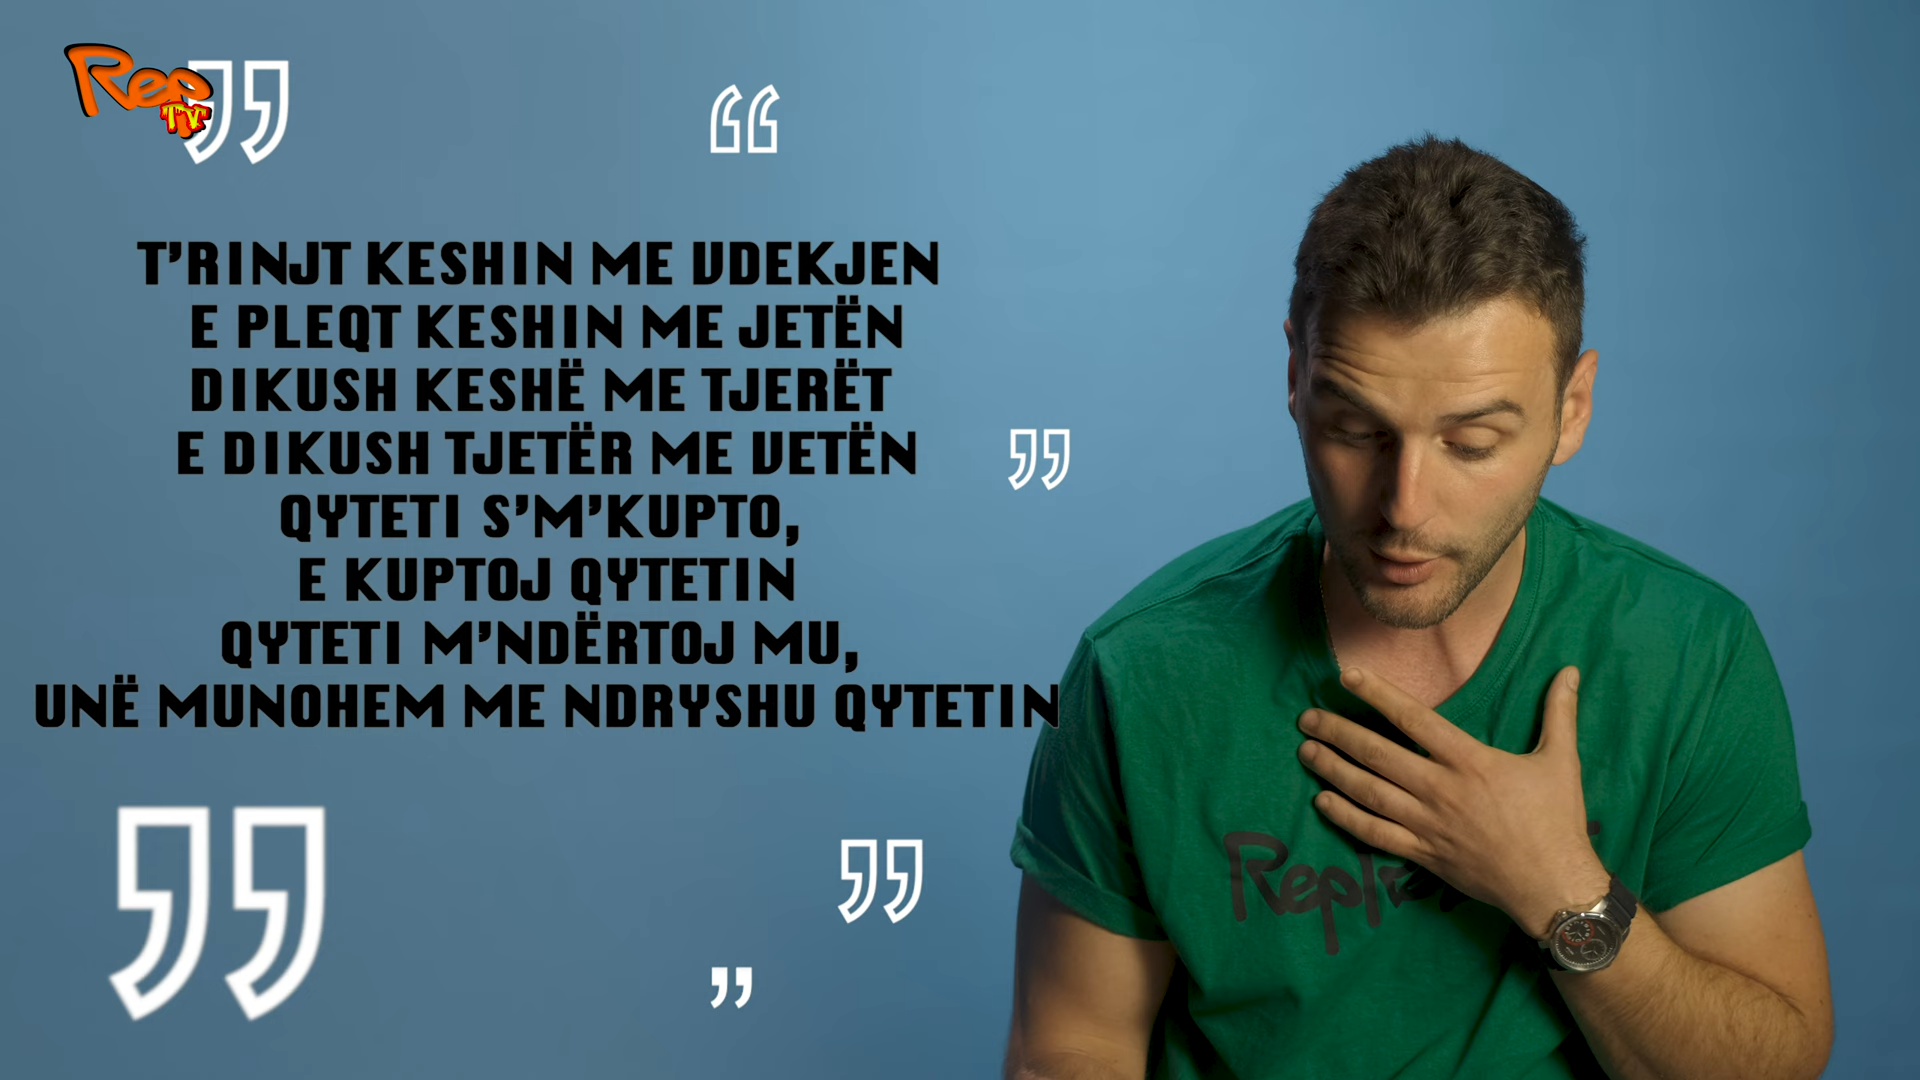 Rep
TV
T'RINJT KESHIN ME VDEKJEN
E PLEQT KESHIN ME JETËN
DIKUSH KESHË ME TJERËT
E DIKUSH TJETËR ME VETËN
QYTETI S'M'KUPTO,
E KUPTOJ QYTETIN
QYTETI M'NDËRTOJ MU,
UNË MUNOHEM ME NDRYSHU QYTETIN